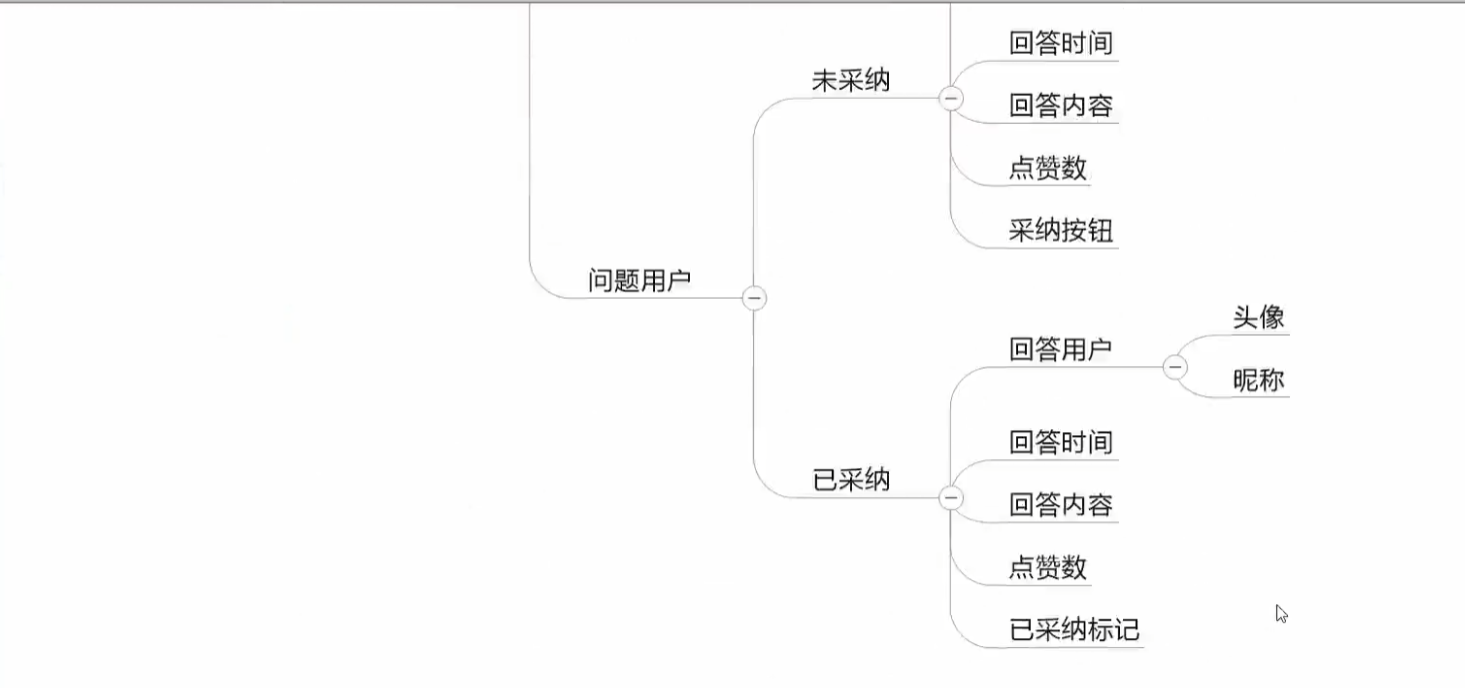 回答时间
未采纳
回答内容
点赞数
采纳按钮
问题用户
头像
回答用户
昵称
回答时间
已采纳
回答内容
点赞数
已采纳标记